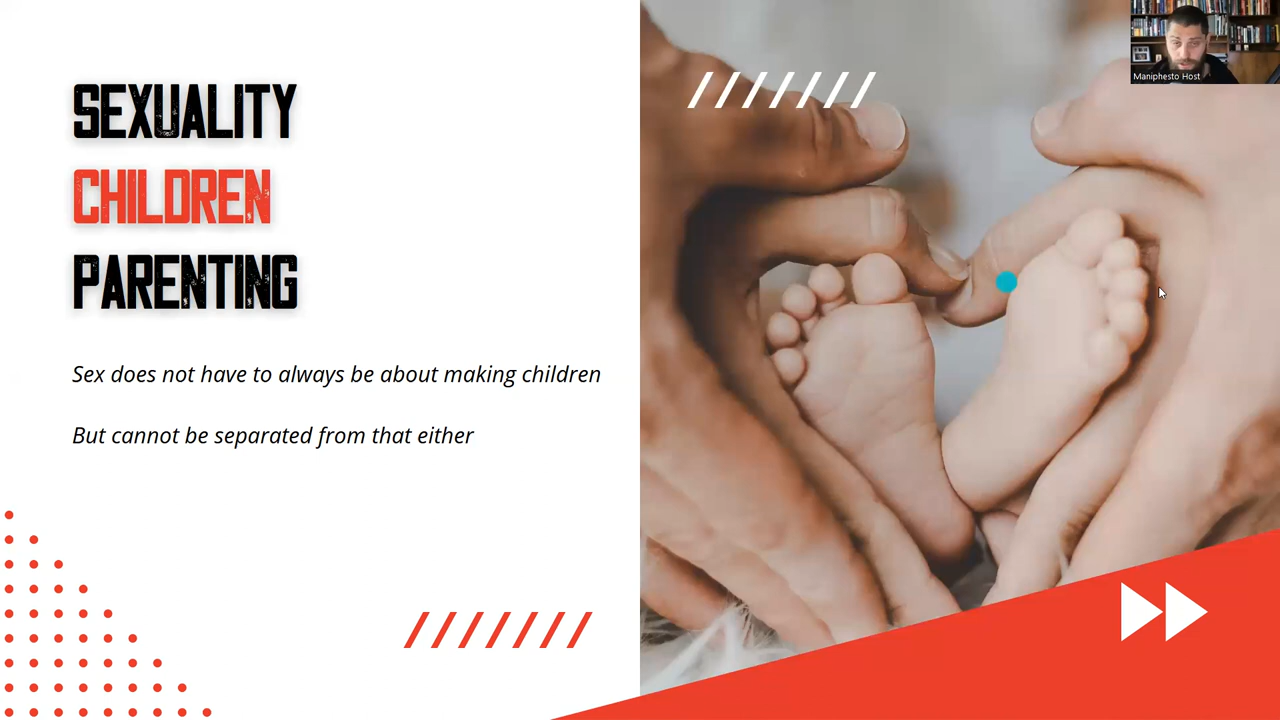 SEXUALITY
CHILDREN
PARENTING
Sex does not have to always be about making children
But cannot be separated from that either
Maniphesto Host